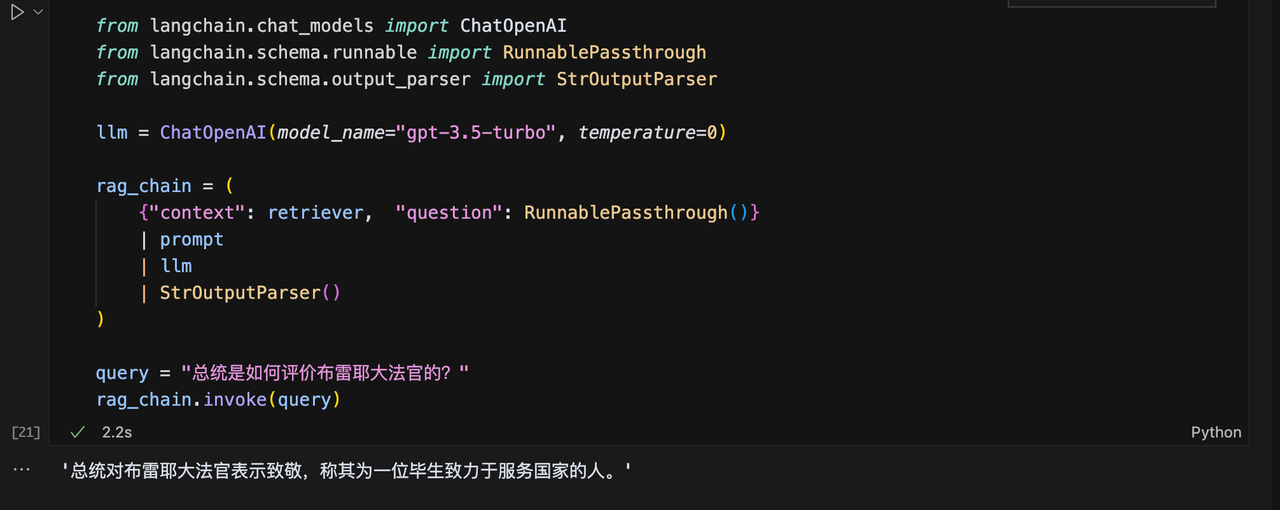 from langchain.chat_models import ChatOpenAI
from langchain.schema.runnable import RunnablePassthrough
from langchain.schema.output_parser import StrOutputParser
llm = ChatOpenAI(model_name="gpt-3.5-turbo", temperature=0)
rag_chain = (
{"context": retriever,  "question": RunnablePassthrough()}
| prompt
| llm
| StrOutputParser()
)
query = "总统是如何评价布雷耶大法官的？"
rag_chain.invoke(query)
[21] ✓ 2.2s Python
... '总统对布雷耶大法官表示致敬，称其为一位毕生致力于服务国家的人。'